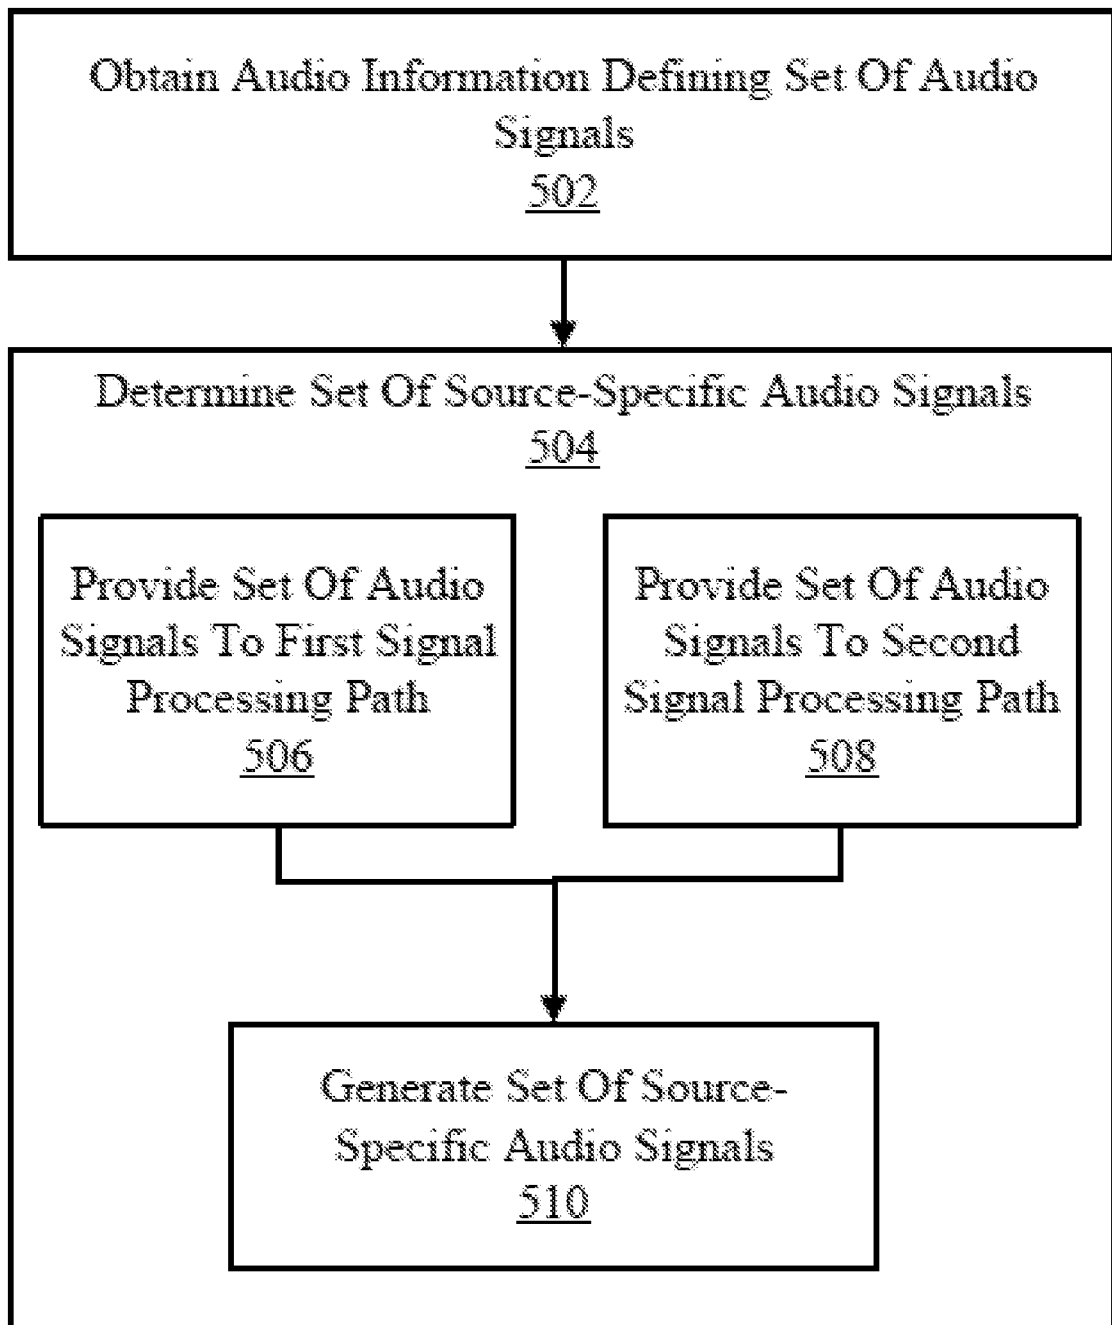 Obtain Audio Information Defining Set Of Audio
Signals
502
Determine Set Of Source-Specific Audio Signals
504
Provide Set Of Audio
Signals To First Signal
Processing Path
506
Provide Set Of Audio
Signals To Second
Signal Processing Path
508
Generate Set Of Source-
Specific Audio Signals
510